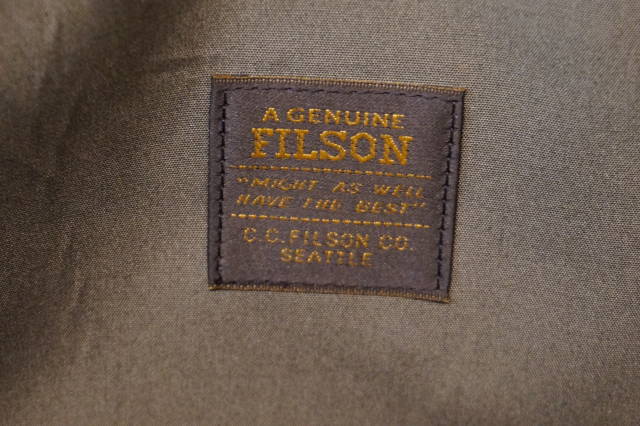 A GENUINE
FILSON
"MIGHT AS WELL
HAVE THE BEST"
C.C. FILSON CO.
SEATTLE